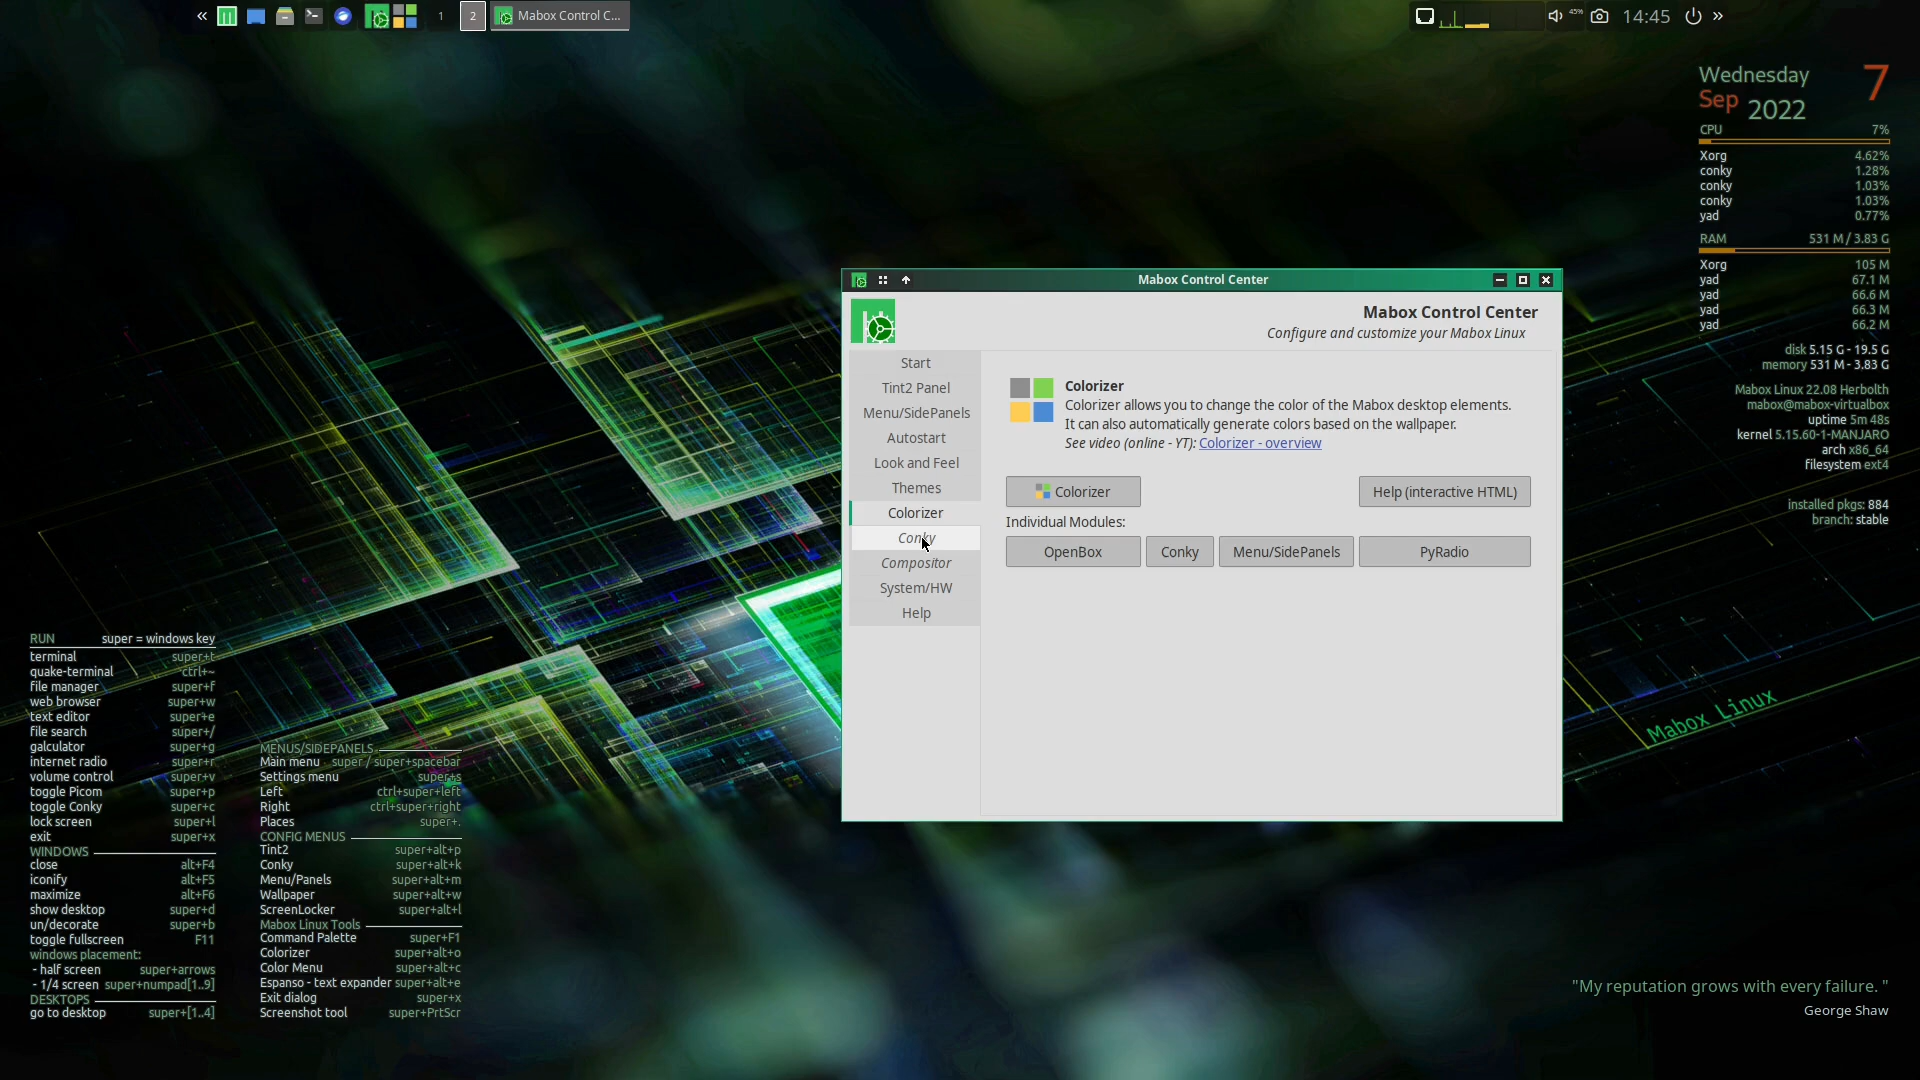 « 1 2 Mabox Control C... 45% 14:45 »
Wednesday 7
Sep 2022
CPU 7%
Xorg 4.62%
conky 1.28%
conky 1.03%
conky 1.03%
yad 0.77%
RAM 531 M / 3.83 G
Xorg 105 M
yad 67.1 M
yad 66.6 M
yad 66.3 M
yad 66.2 M
disk 5.15 G - 19.5 G
memory 531 M - 3.83 G
Mabox Linux 22.08 Herbolth
mabox@mabox-virtualbox
uptime 5m 48s
kernel 5.15.60-1-MANJARO
arch x86_64
filesystem ext4
installed pkgs: 884
branch: stable
Mabox Control Center
Mabox Control Center
Configure and customize your Mabox Linux
Start
Tint2 Panel
Menu/SidePanels
Autostart
Look and Feel
Themes
Colorizer
Conky
Compositor
System/HW
Help
Colorizer
Colorizer allows you to change the color of the Mabox desktop elements.
It can also automatically generate colors based on the wallpaper.
See video (online - YT): Colorizer - overview
Colorizer Help (interactive HTML)
Individual Modules:
OpenBox Conky Menu/SidePanels PyRadio
Mabox Linux
RUN super = windows key
terminal super+t
quake-terminal ctrl+~
file manager super+f
web browser super+w
text editor super+e
file search super+/
galculator super+g
internet radio super+r
volume control super+v
toggle Picom super+p
toggle Conky super+c
lock screen super+l
exit super+x
WINDOWS
close alt+F4
iconify alt+F5
maximize alt+F6
show desktop super+d
un/decorate super+b
toggle fullscreen F11
windows placement:
- half screen super+arrows
- 1/4 screen super+numpad[1..9]
DESKTOPS
go to desktop super+[1..4]
MENUS/SIDEPANELS
Main menu super / super+spacebar
Settings menu super+s
Left ctrl+super+left
Right ctrl+super+right
Places super+.
CONFIG MENUS
Tint2 super+alt+p
Conky super+alt+k
Menu/Panels super+alt+m
Wallpaper super+alt+w
ScreenLocker super+alt+l
Mabox Linux Tools
Command Palette super+F1
Colorizer super+alt+o
Color Menu super+alt+c
Espanso - text expander super+alt+e
Exit dialog super+x
Screenshot tool super+PrtScr
"My reputation grows with every failure. "
George Shaw